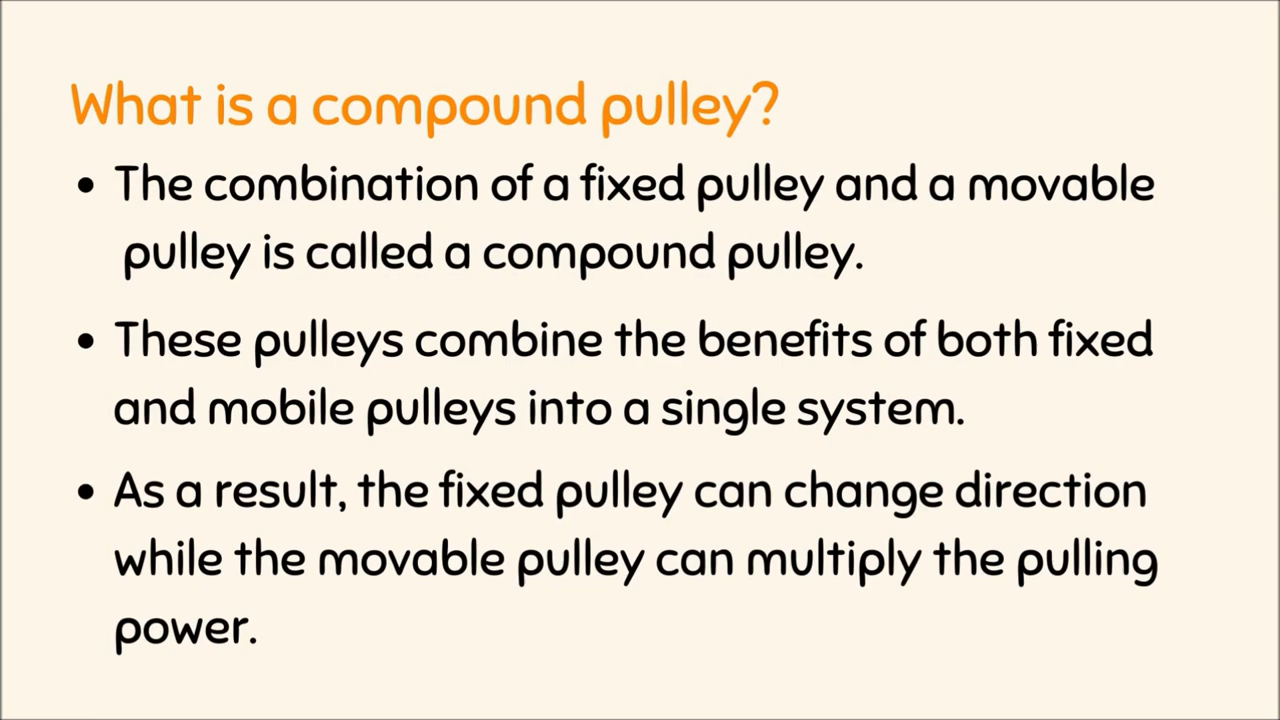 What is a compound pulley?
• The combination of a fixed pulley and a movable
pulley is called a compound pulley.
• These pulleys combine the benefits of both fixed
and mobile pulleys into a single system.
• As a result, the fixed pulley can change direction
while the movable pulley can multiply the pulling
power.